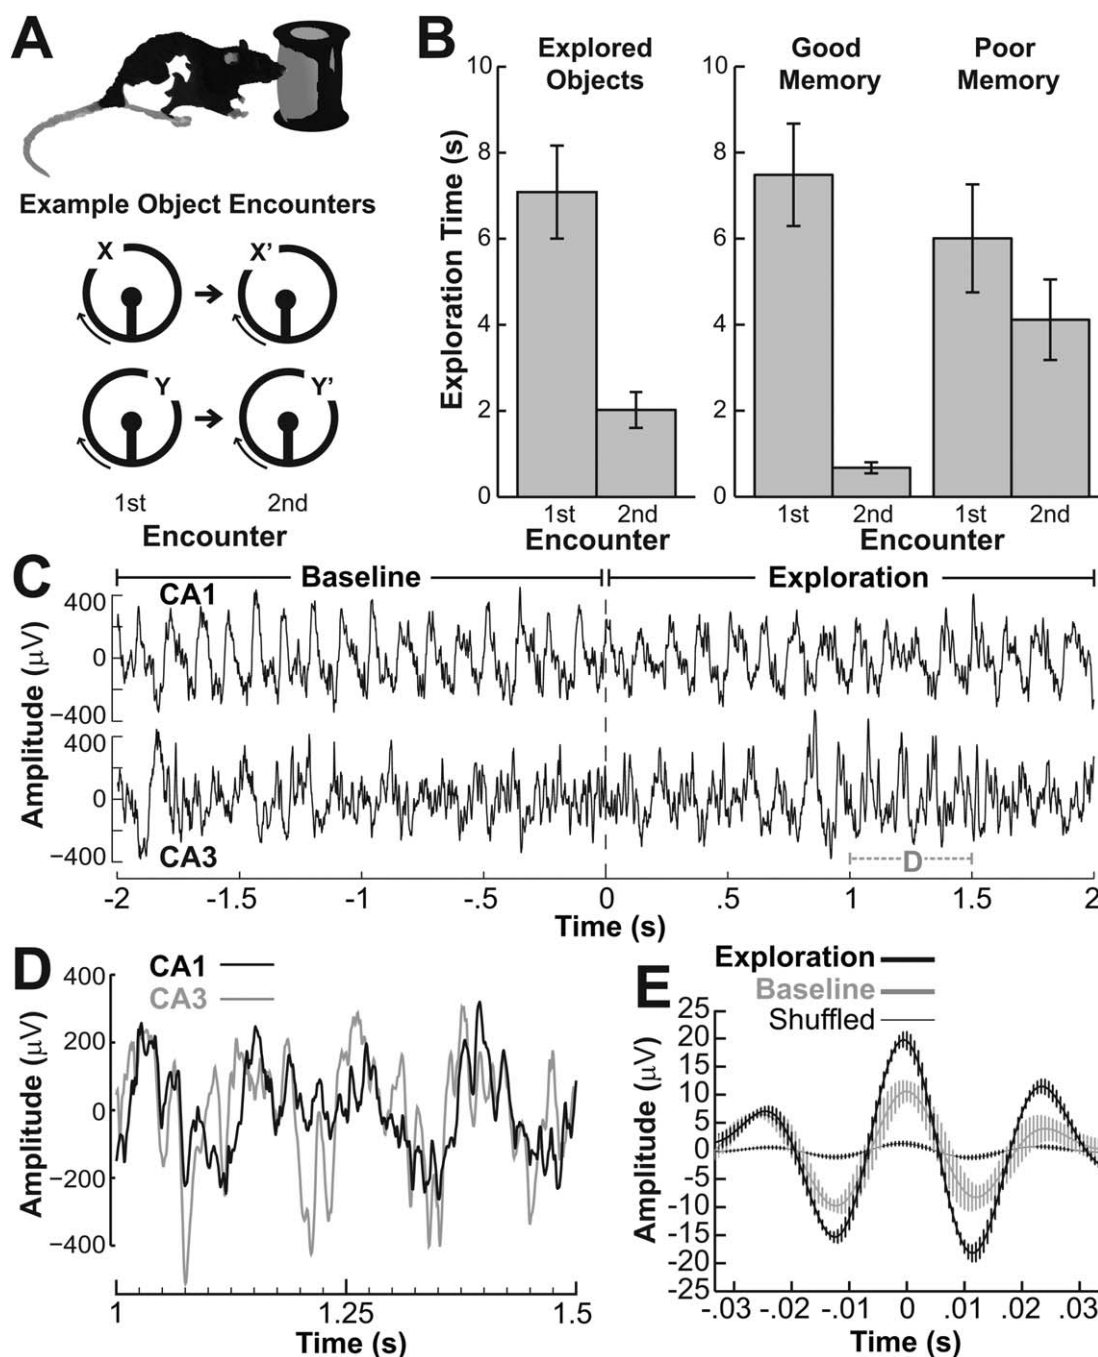 A
Example Object Encounters
X
X'
Y
Y'
1st
2nd
Encounter
B
Explored
Objects
Good
Memory
Poor
Memory
Exploration Time (s)
10
8
6
4
2
0
10
8
6
4
2
0
1st
2nd
Encounter
1st
2nd
1st
2nd
Encounter
C
Baseline
Exploration
CA1
Amplitude (μV)
400
0
−400
400
0
−400
CA3
D
-2
-1.5
-1
-.5
0
.5
1
1.5
2
Time (s)
D
CA1
CA3
Amplitude (μV)
400
200
0
−200
−400
1
1.25
1.5
Time (s)
E
Exploration
Baseline
Shuffled
Amplitude (μV)
25
20
15
10
5
0
-5
-10
-15
-20
-25
-.03
-.02
-.01
0
.01
.02
.03
Time (s)